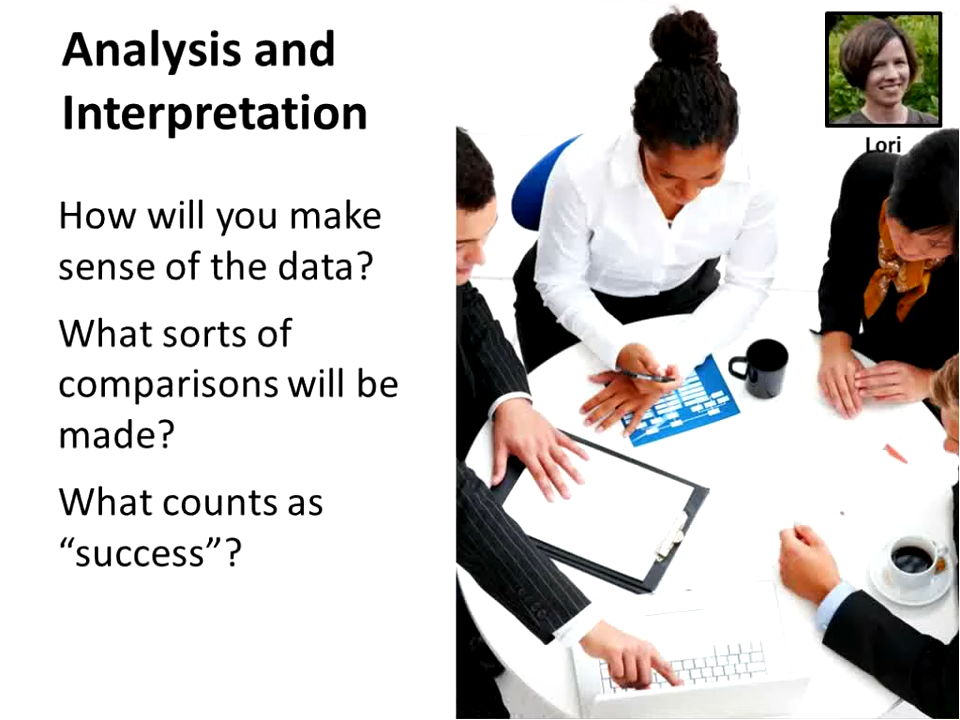 Analysis and
Interpretation
Lori
How will you make
sense of the data?
What sorts of
comparisons will be
made?
What counts as
“success”?